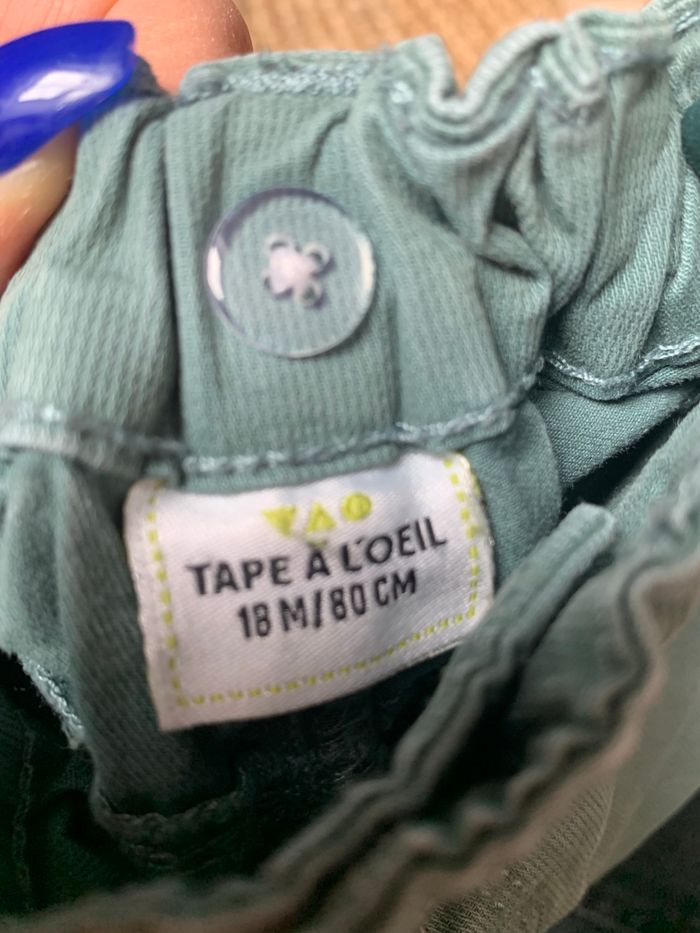 TAPE À L'OEIL
18 M/80 CM